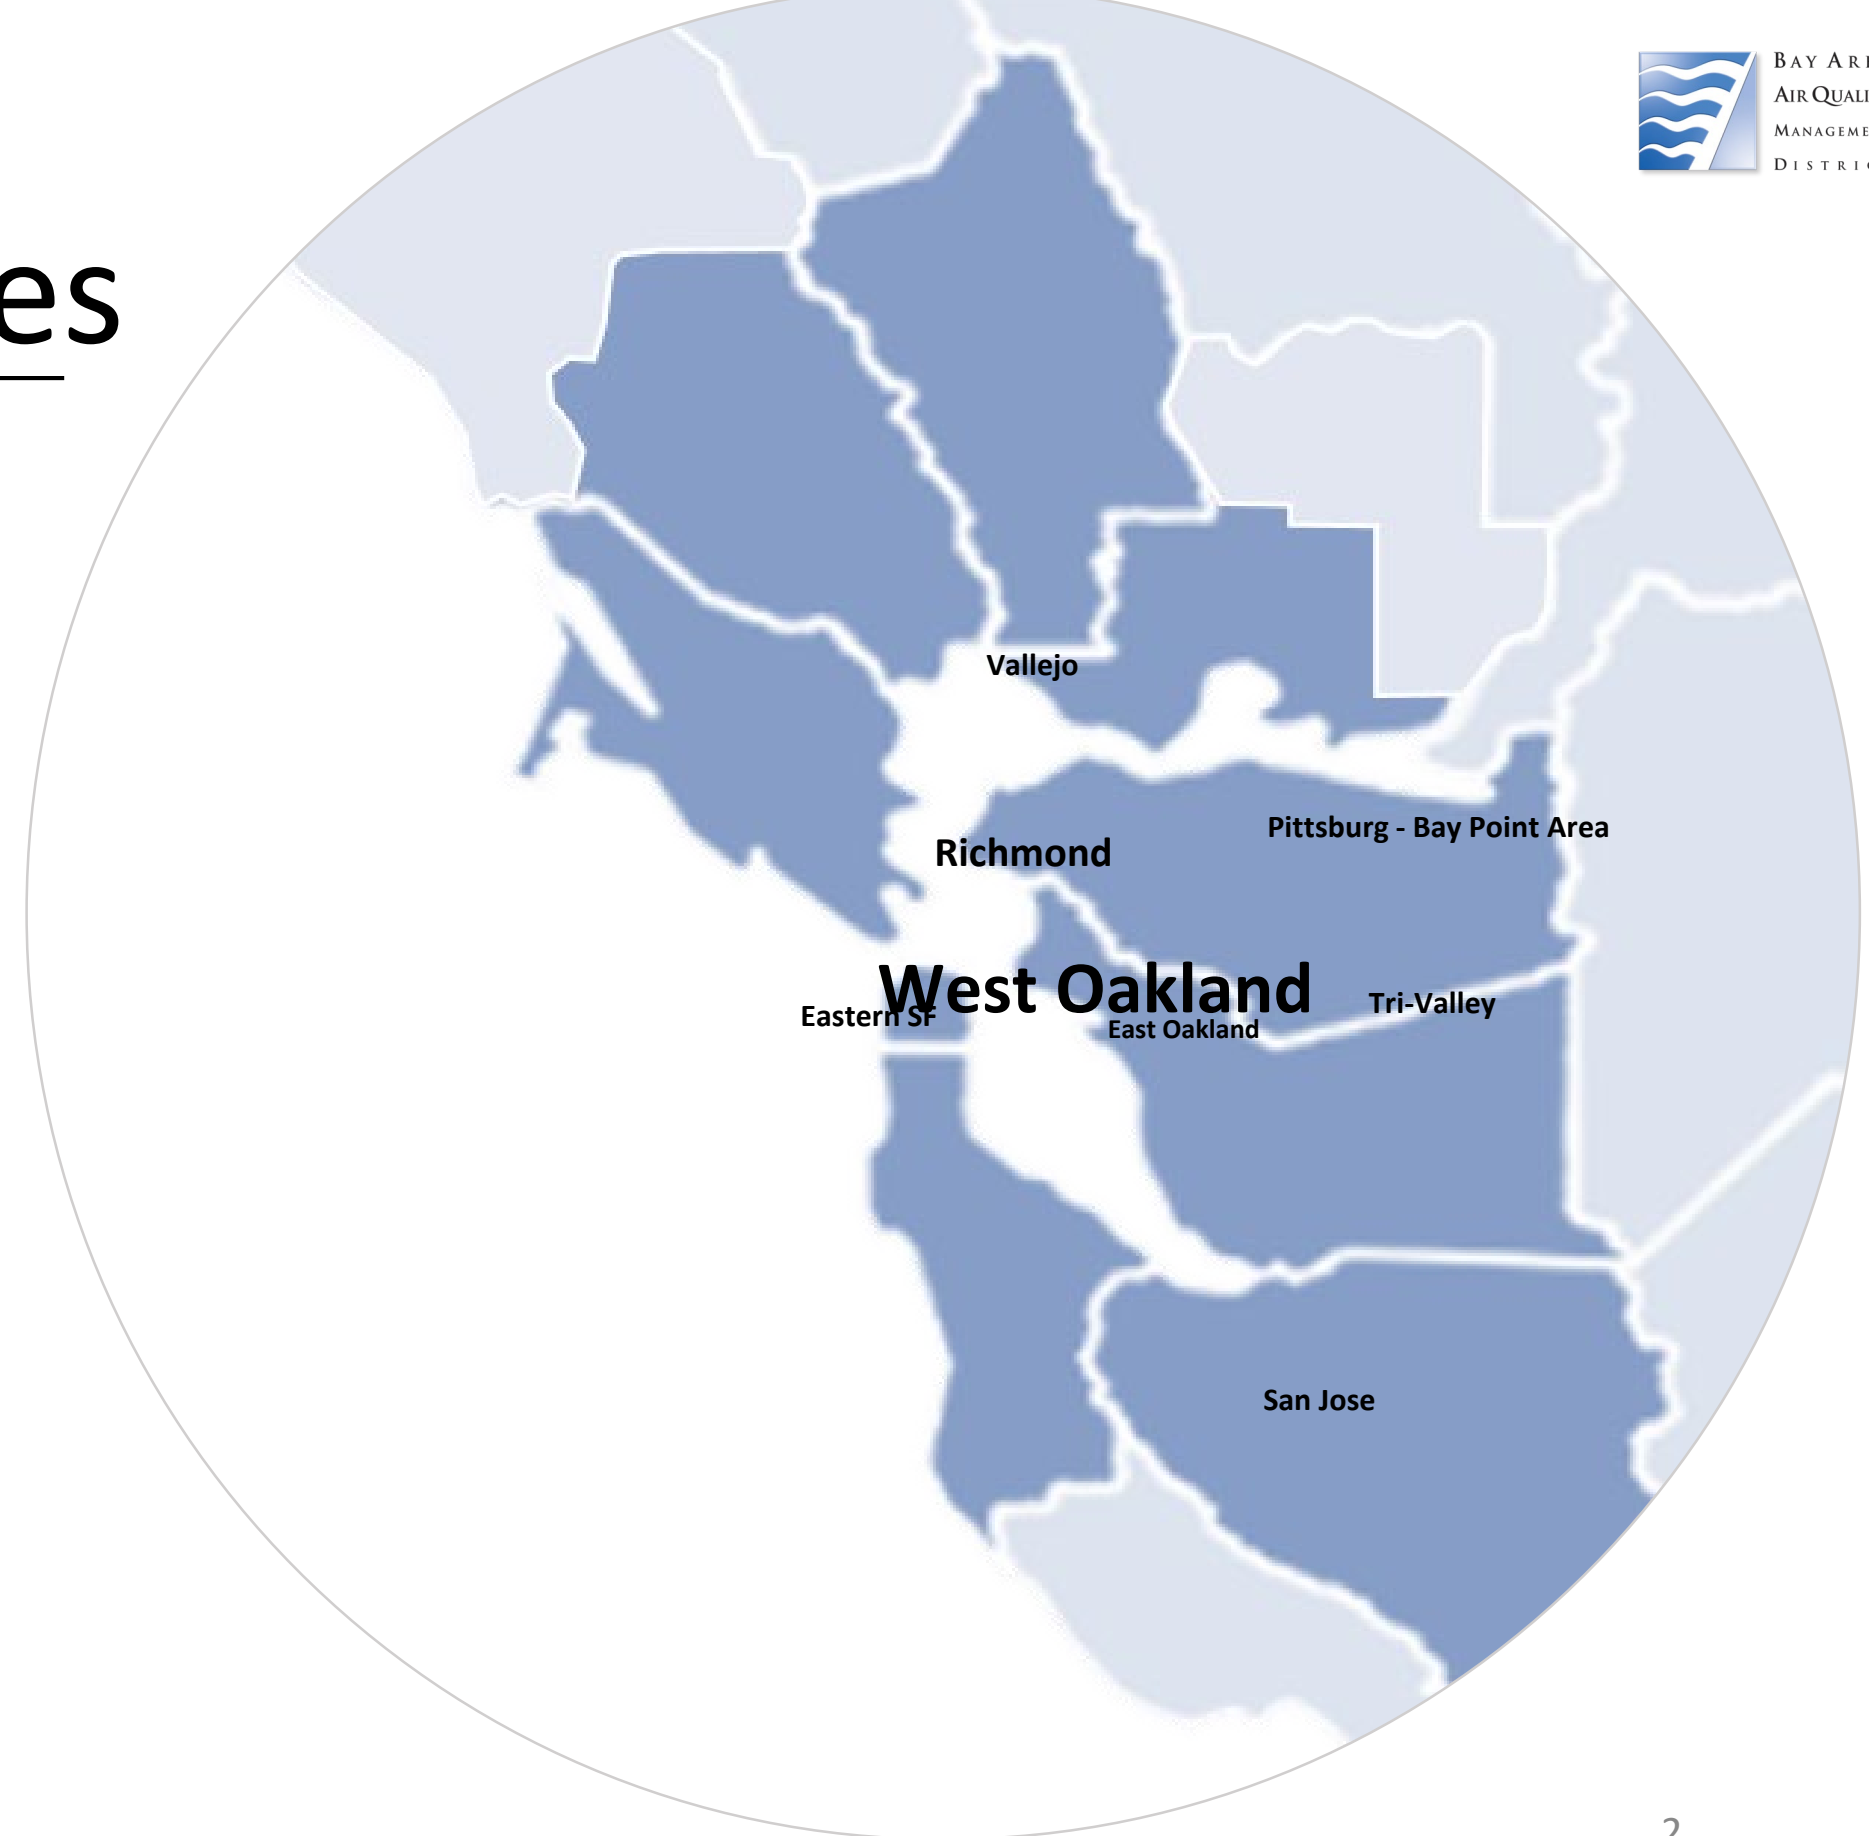 BAY AR
AIR QUALI
MANAGEME
DISTRI
es
Vallejo
Pittsburg - Bay Point Area
Richmond
West Oakland
Eastern SF
Tri-Valley
East Oakland
San Jose
2